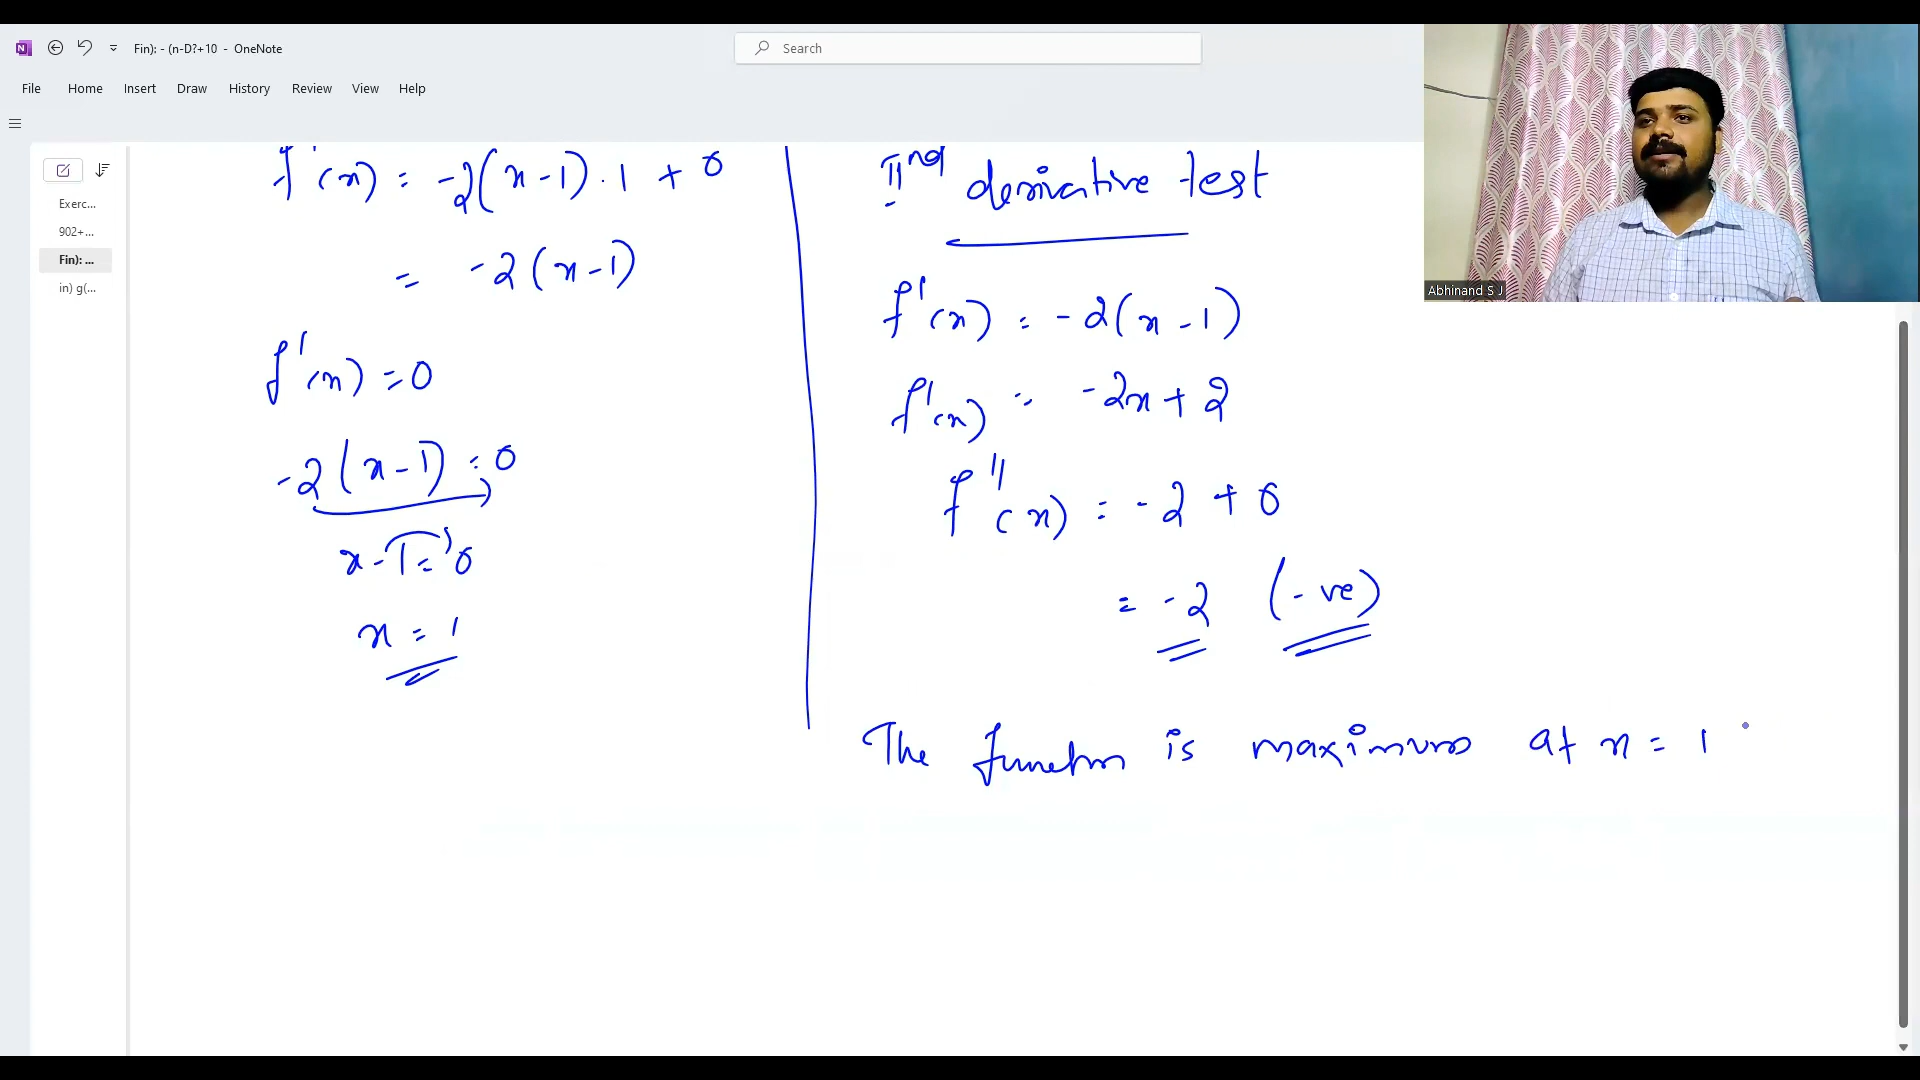 Fin): - (n-D?+10 - OneNote
Search
File Home Insert Draw History Review View Help
Exerc...
902+...
Fin): ...
in) g(...
Abhinand S J
f'(x) = -2(x-1).1 + 0
= -2(x-1)
f'(x) = 0
-2(x-1) = 0
x-1=0
x = 1
IInd derivative test
f'(x) = -2(x-1)
f'(x) = -2x+2
f''(x) = -2 + 0
= -2 (-ve)
The function is maximum at x = 1